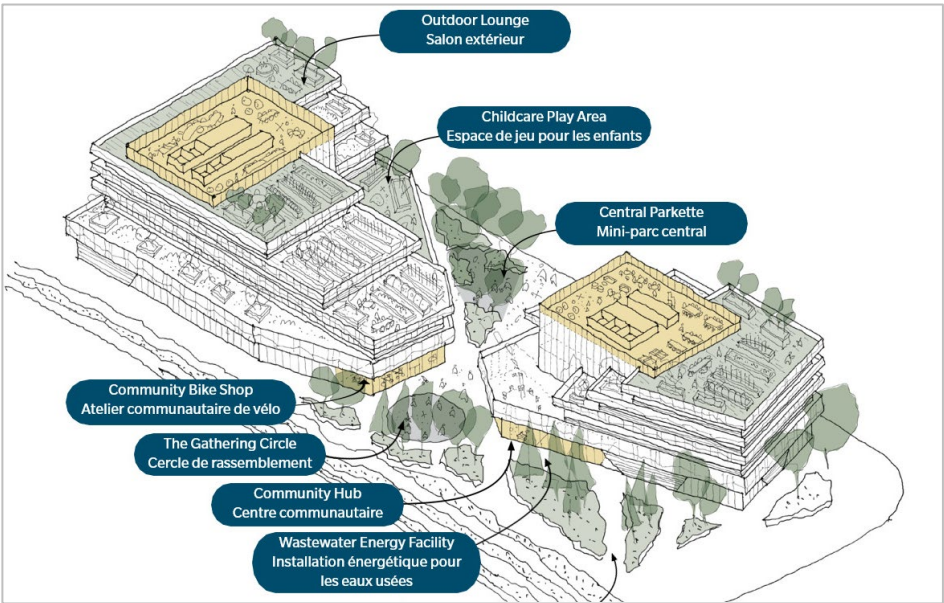 Outdoor Lounge
Salon extérieur
Childcare Play Area
Espace de jeu pour les enfants
Central Parkette
Mini-parc central
Community Bike Shop
Atelier communautaire de vélo
The Gathering Circle
Cercle de rassemblement
Community Hub
Centre communautaire
Wastewater Energy Facility
Installation énergétique pour
les eaux usées